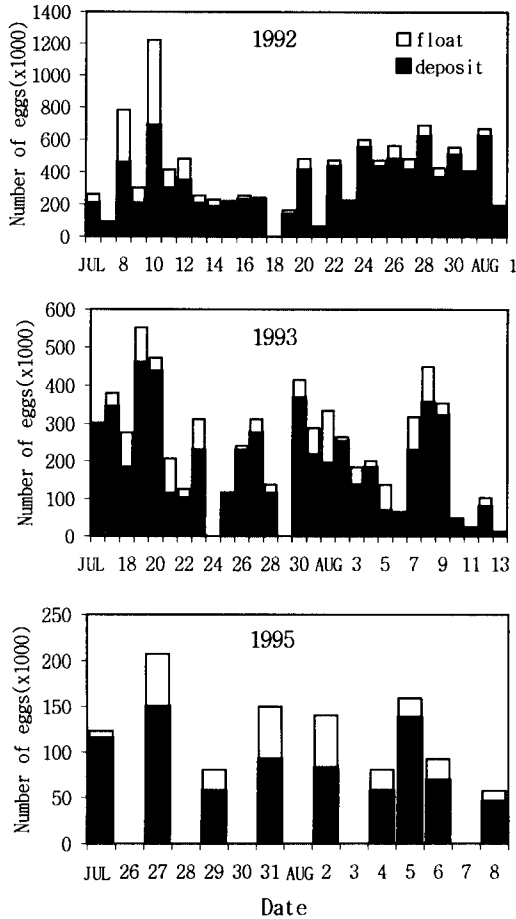 Number of eggs(x1000)
1400
1200
1000
800
600
400
200
0
1992
float
deposit
JUL 8 10 12 14 16 18 20 22 24 26 28 30 AUG 1
Number of eggs(x1000)
600
500
400
300
200
100
0
1993
JUL 18 20 22 24 26 28 30 AUG 3 5 7 9 11 13
Number of eggs(x1000)
250
200
150
100
50
0
1995
JUL 26 27 28 29 30 31 AUG 2 3 4 5 6 7 8
Date